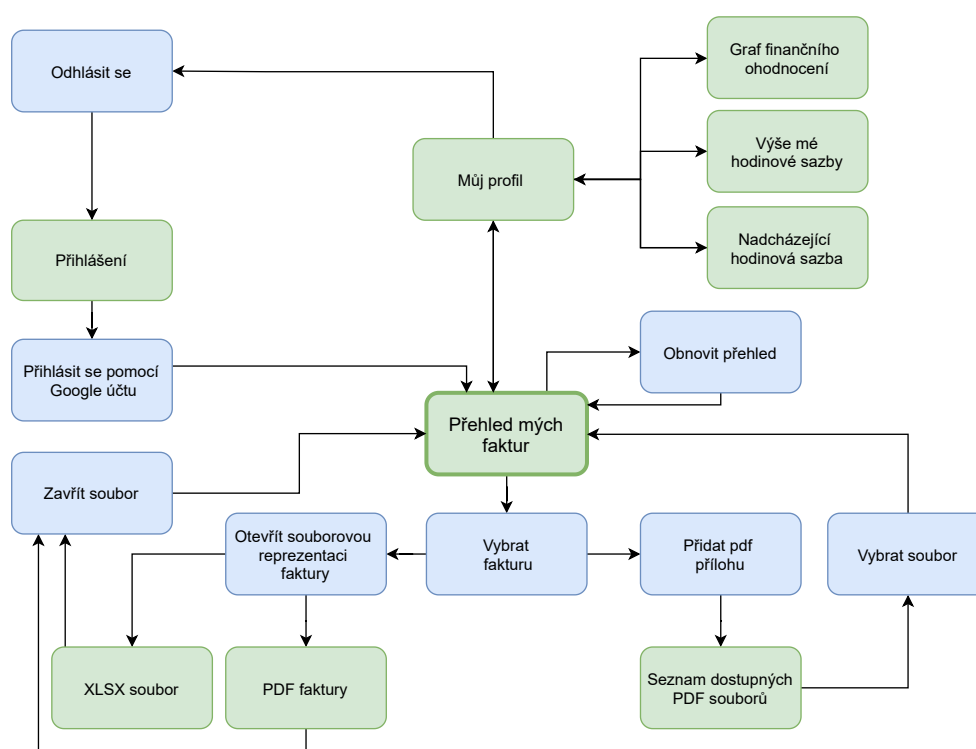 Graf finančního
ohodnocení
Odhlásit se
Výše mé
hodinové sazby
Můj profil
Nadcházející
hodinová sazba
Přihlášení
Obnovit přehled
Přihlásit se pomocí
Google účtu
Přehled mých
faktur
Zavřít soubor
Otevřít souborovou
reprezentaci
faktury
Vybrat
fakturu
Přidat pdf
přílohu
Vybrat soubor
XLSX soubor
PDF faktury
Seznam dostupných
PDF souborů